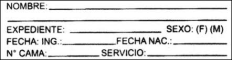 NOMBRE:
EXPEDIENTE: SEXO: (F) (M)
FECHA: ING.: FECHA NAC.:
N° CAMA: SERVICIO: